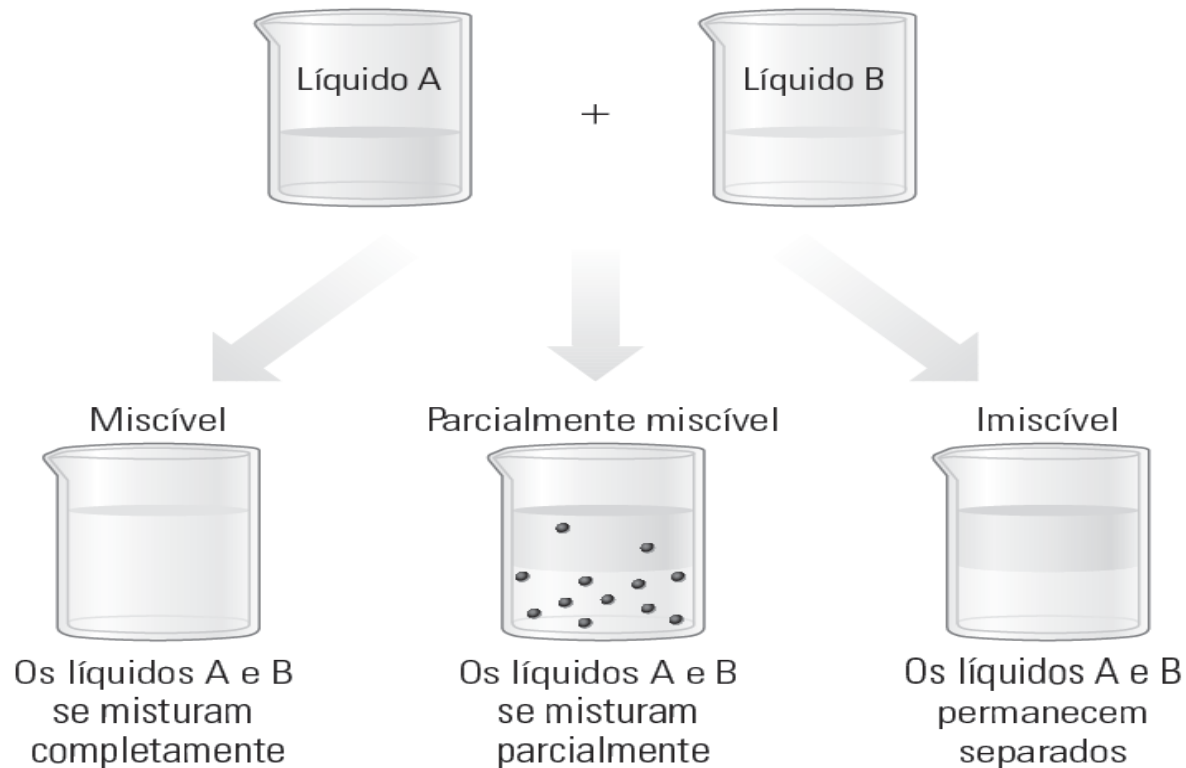 Líquido A
+
Líquido B
Miscível
Parcialmente miscível
Imiscível
Os líquidos A e B
se misturam
completamente
Os líquidos A e B
se misturam
parcialmente
Os líquidos A e B
permanecem
separados